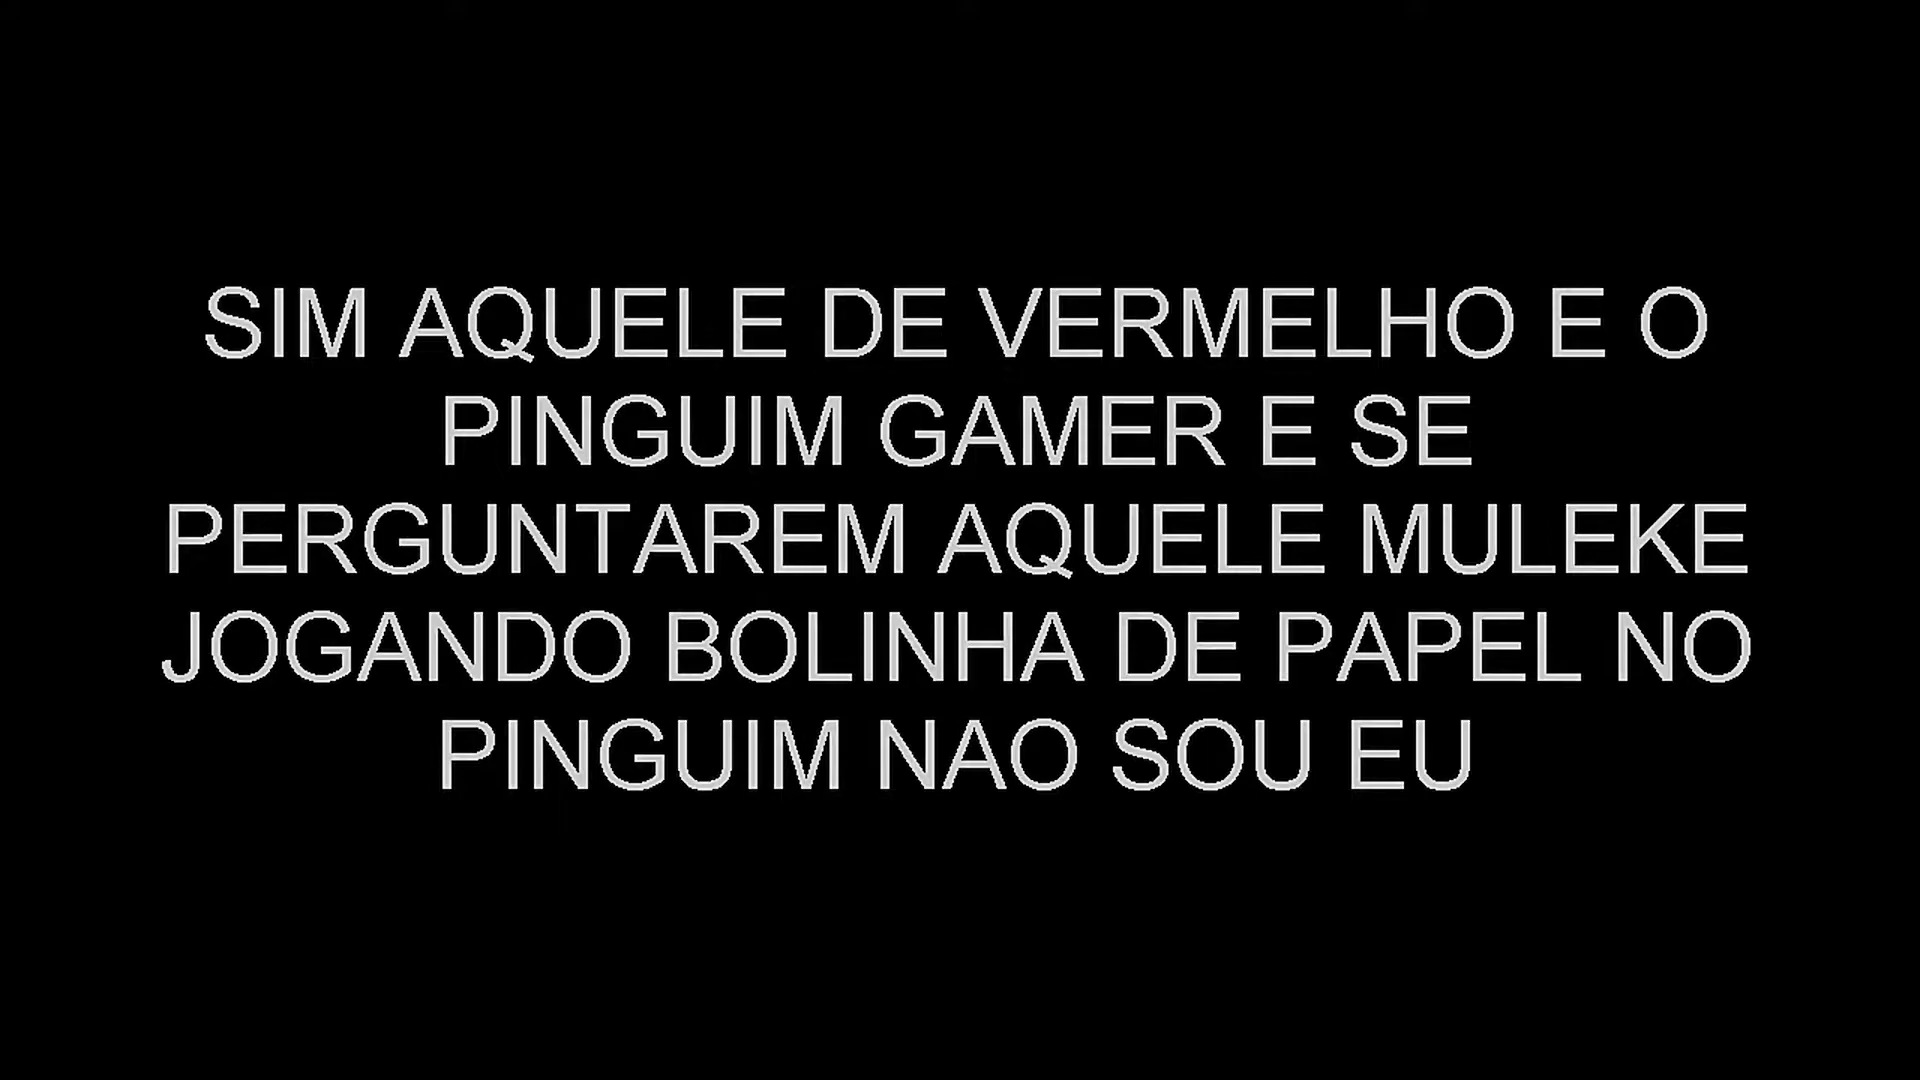 SIM AQUELE DE VERMELHO E O
PINGUIM GAMER E SE
PERGUNTAREM AQUELE MULEKE
JOGANDO BOLINHA DE PAPEL NO
PINGUIM NAO SOU EU